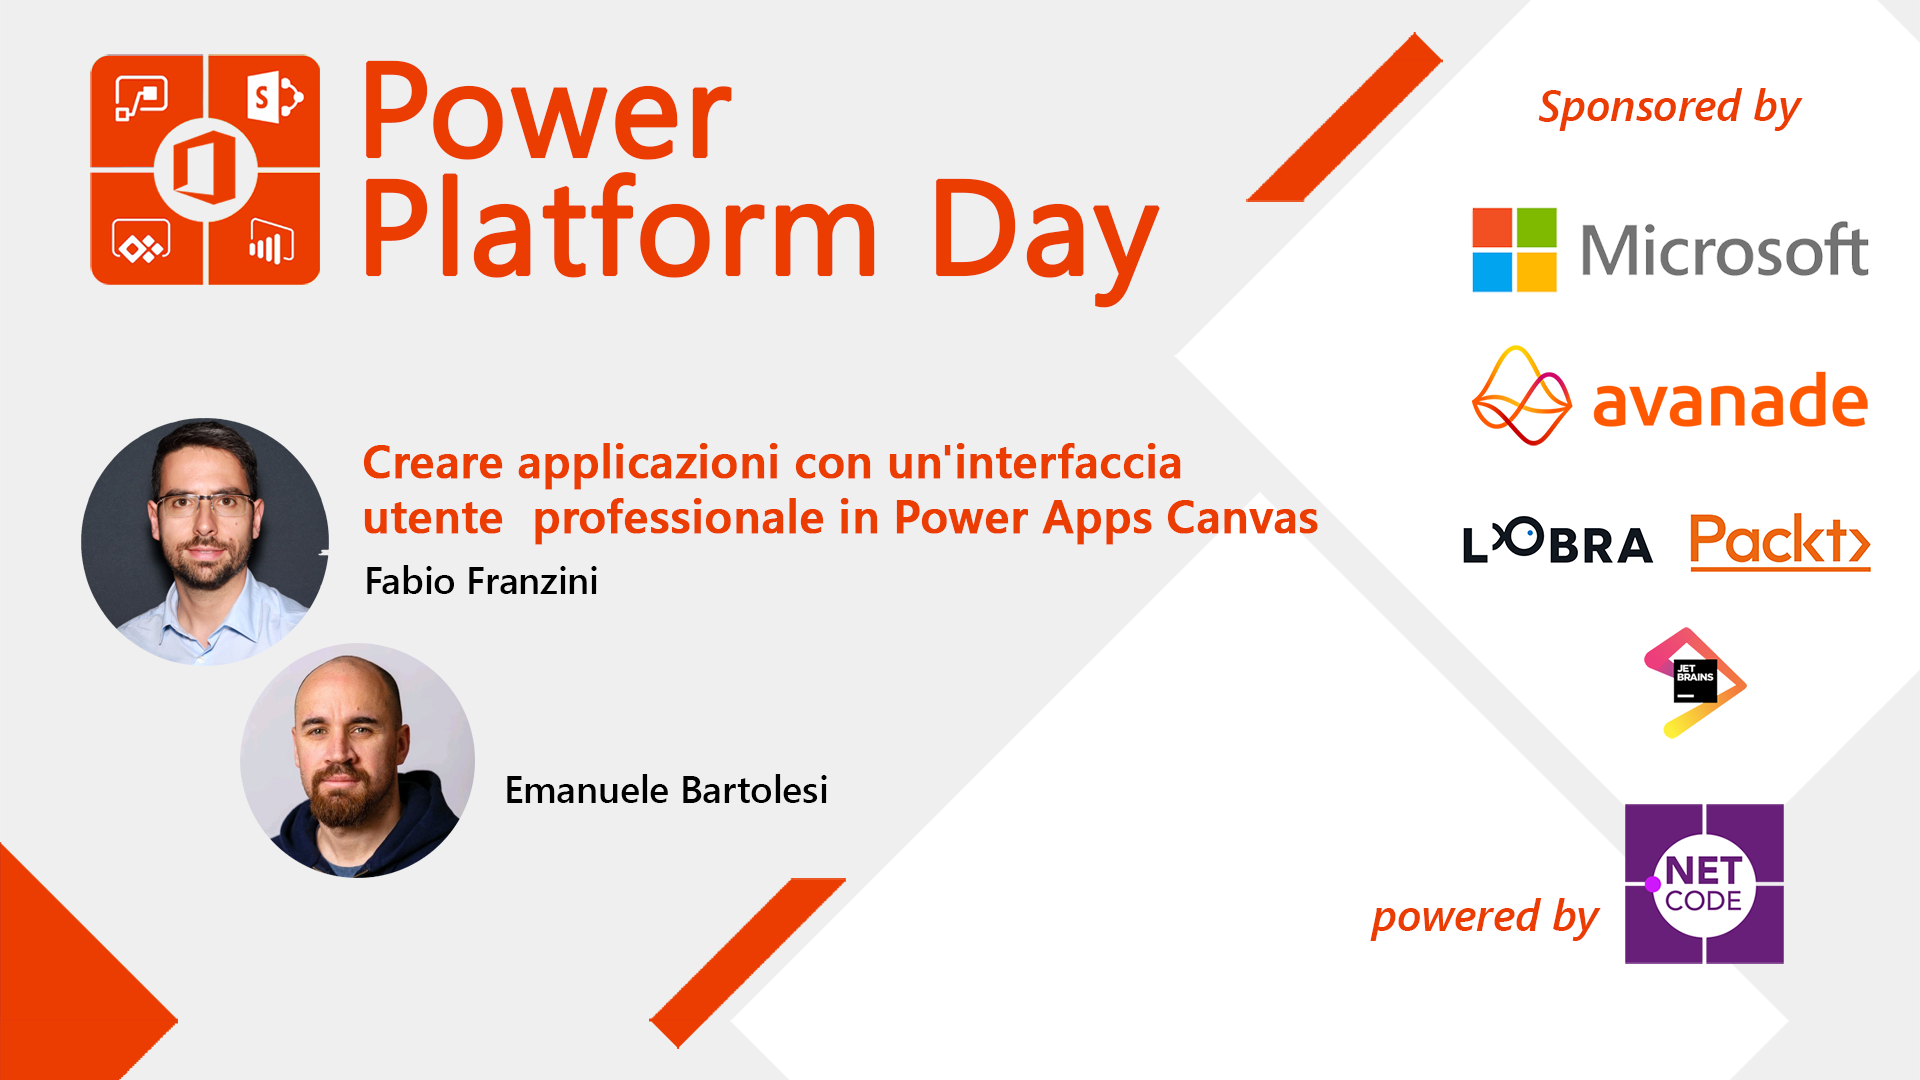 Power
Platform Day
S
Creare applicazioni con un'interfaccia
utente  professionale in Power Apps Canvas
Fabio Franzini
Emanuele Bartolesi
Sponsored by
Microsoft
avanade
LOBRA
Packt
JET
BRAINS
powered by
.NET
CODE